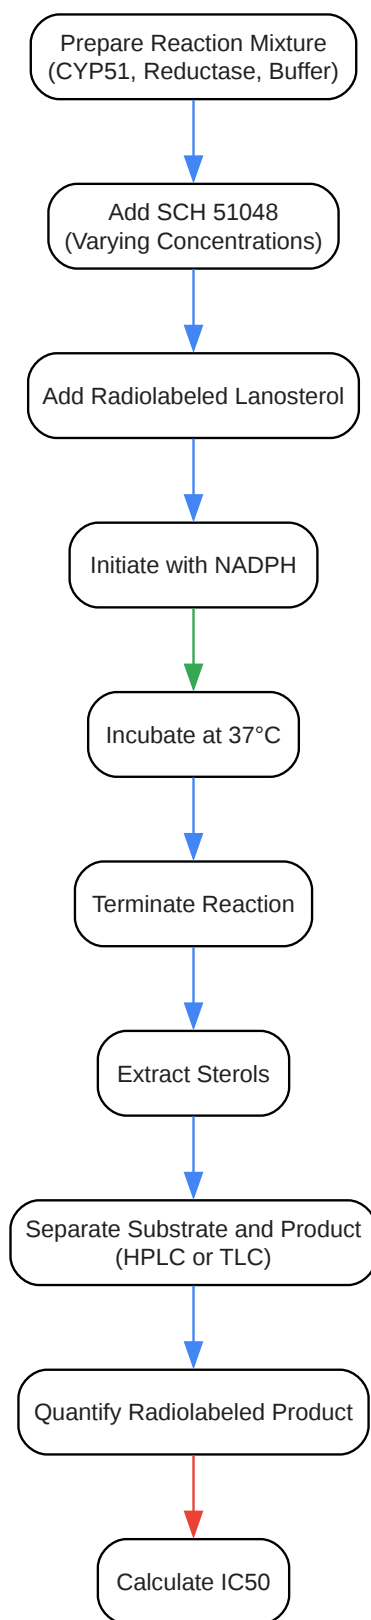 Prepare Reaction Mixture
(CYP51, Reductase, Buffer)
Add SCH 51048
(Varying Concentrations)
Add Radiolabeled Lanosterol
Initiate with NADPH
Incubate at 37°C
Terminate Reaction
Extract Sterols
Separate Substrate and Product
(HPLC or TLC)
Quantify Radiolabeled Product
Calculate IC50